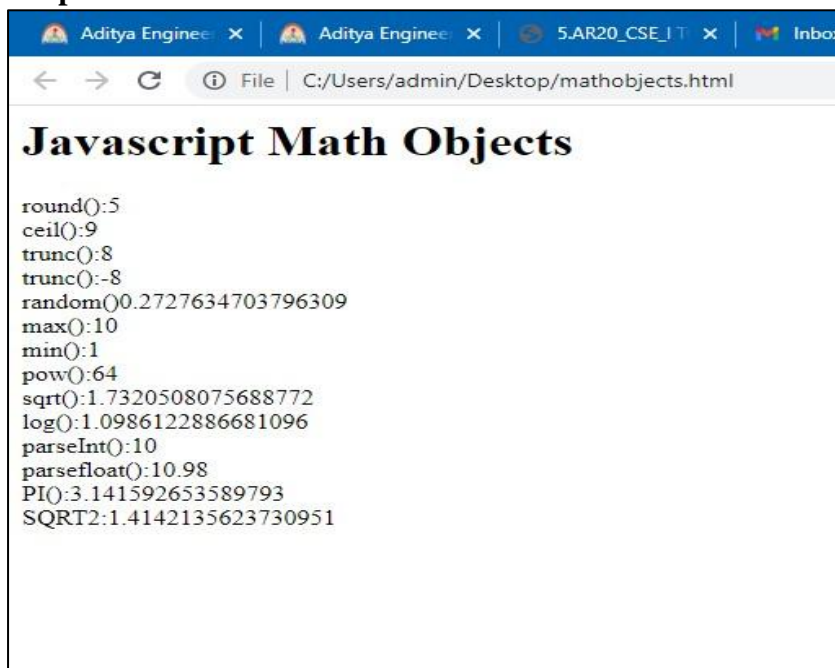 Aditya Enginee Aditya Enginee 5.AR20_CSE_I T Inbox
File | C:/Users/admin/Desktop/mathobjects.html
Javascript Math Objects
round():5
ceil():9
trunc():8
trunc():-8
random()0.2727634703796309
max():10
min():1
pow():64
sqrt():1.7320508075688772
log():1.0986122886681096
parseInt():10
parsefloat():10.98
PI():3.141592653589793
SQRT2:1.4142135623730951